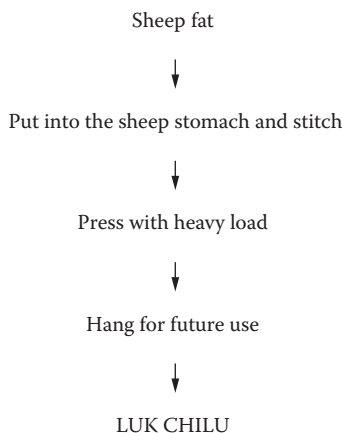 Sheep fat
Put into the sheep stomach and stitch
Press with heavy load
Hang for future use
LUK CHILU